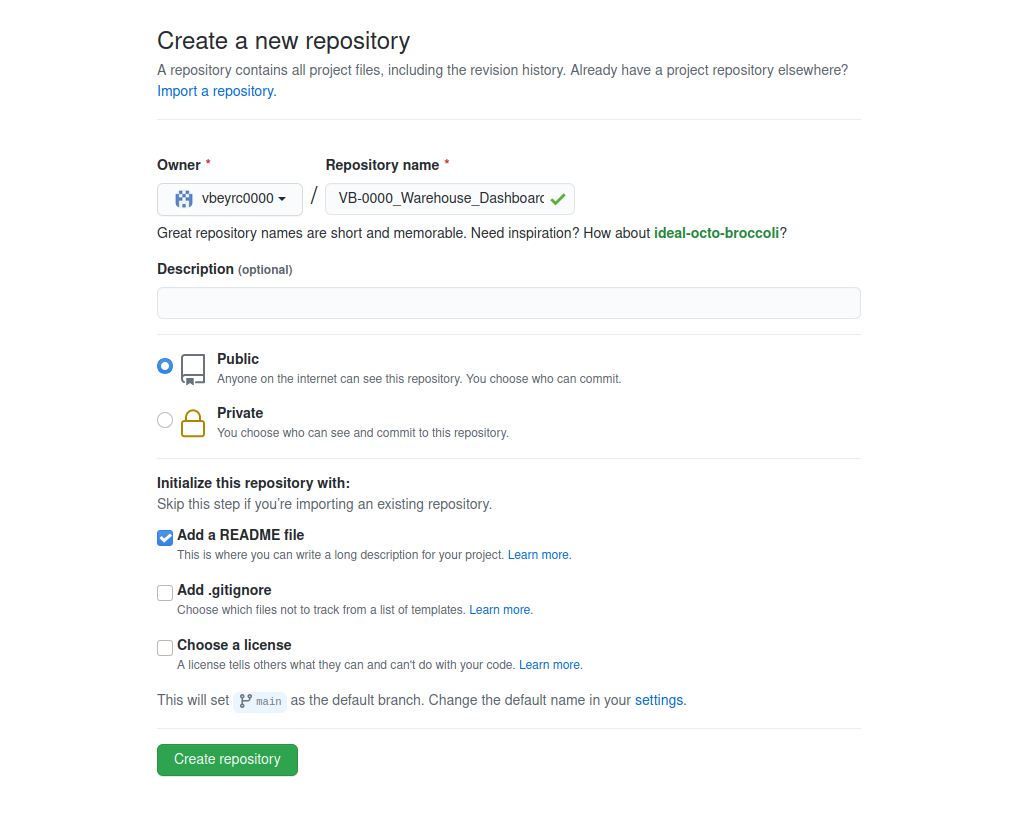 Create a new repository
A repository contains all project files, including the revision history. Already have a project repository elsewhere?
Import a repository.
Owner * Repository name *
vbeyrc0000 / VB-0000_Warehouse_Dashboard
Great repository names are short and memorable. Need inspiration? How about ideal-octo-broccoli?
Description (optional)
Public
Anyone on the internet can see this repository. You choose who can commit.
Private
You choose who can see and commit to this repository.
Initialize this repository with:
Skip this step if you're importing an existing repository.
Add a README file
This is where you can write a long description for your project. Learn more.
Add .gitignore
Choose which files not to track from a list of templates. Learn more.
Choose a license
A license tells others what they can and can't do with your code. Learn more.
This will set main as the default branch. Change the default name in your settings.
Create repository